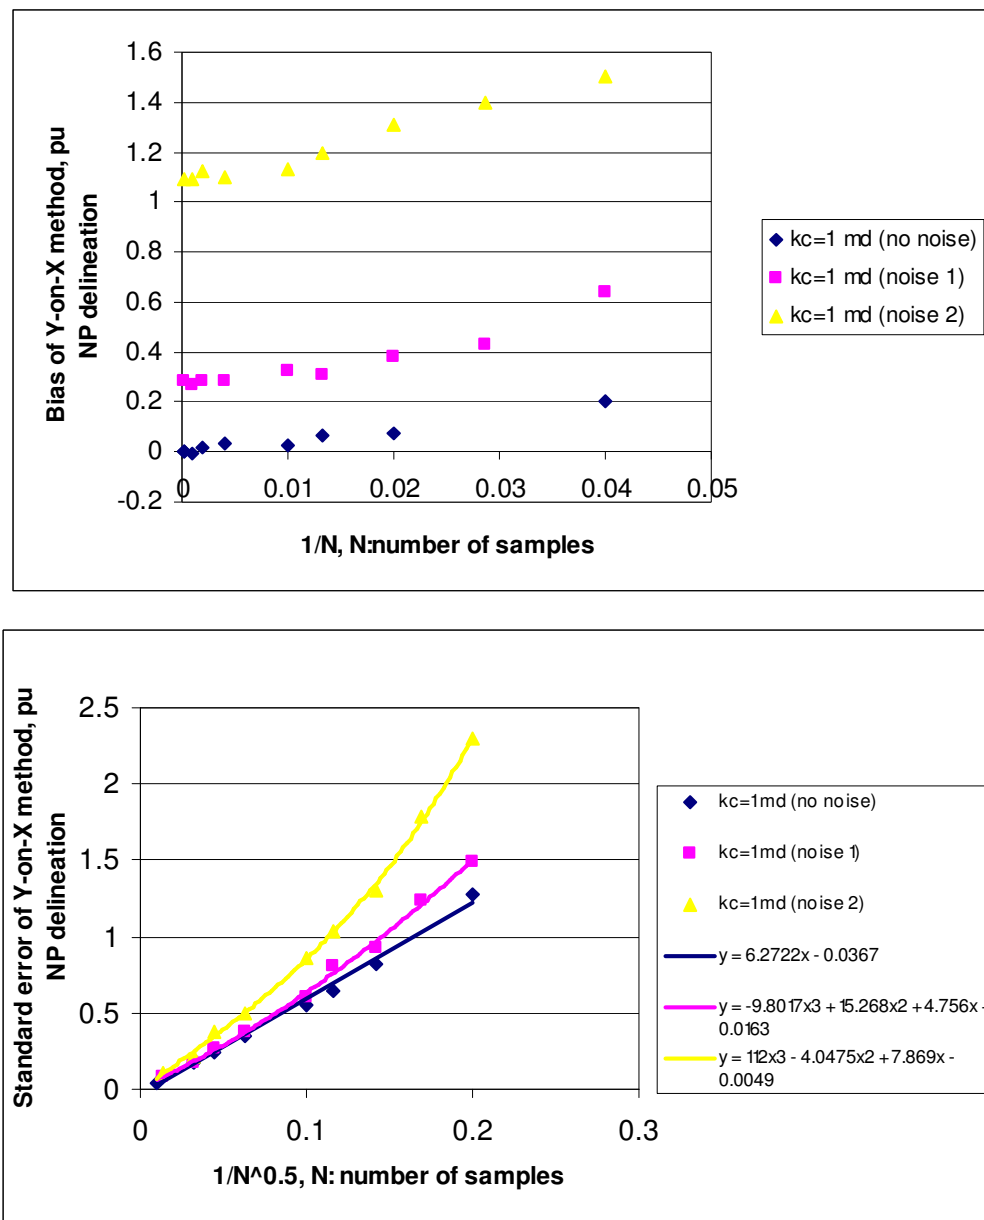 1.6
1.4
1.2
1
0.8
0.6
0.4
0.2
0
-0.2
0 0.01 0.02 0.03 0.04 0.05
Bias of Y-on-X method, pu
NP delineation
1/N, N:number of samples
kc=1 md (no noise)
kc=1 md (noise 1)
kc=1 md (noise 2)
2.5
2
1.5
1
0.5
0
0 0.1 0.2 0.3
Standard error of Y-on-X method, pu
NP delineation
1/N^0.5, N: number of samples
kc=1md (no noise)
kc=1md (noise 1)
kc=1md (noise 2)
y = 6.2722x - 0.0367
y = -9.8017x3 + 15.268x2 + 4.756x -
0.0163
y = 112x3 - 4.0475x2 + 7.869x -
0.0049